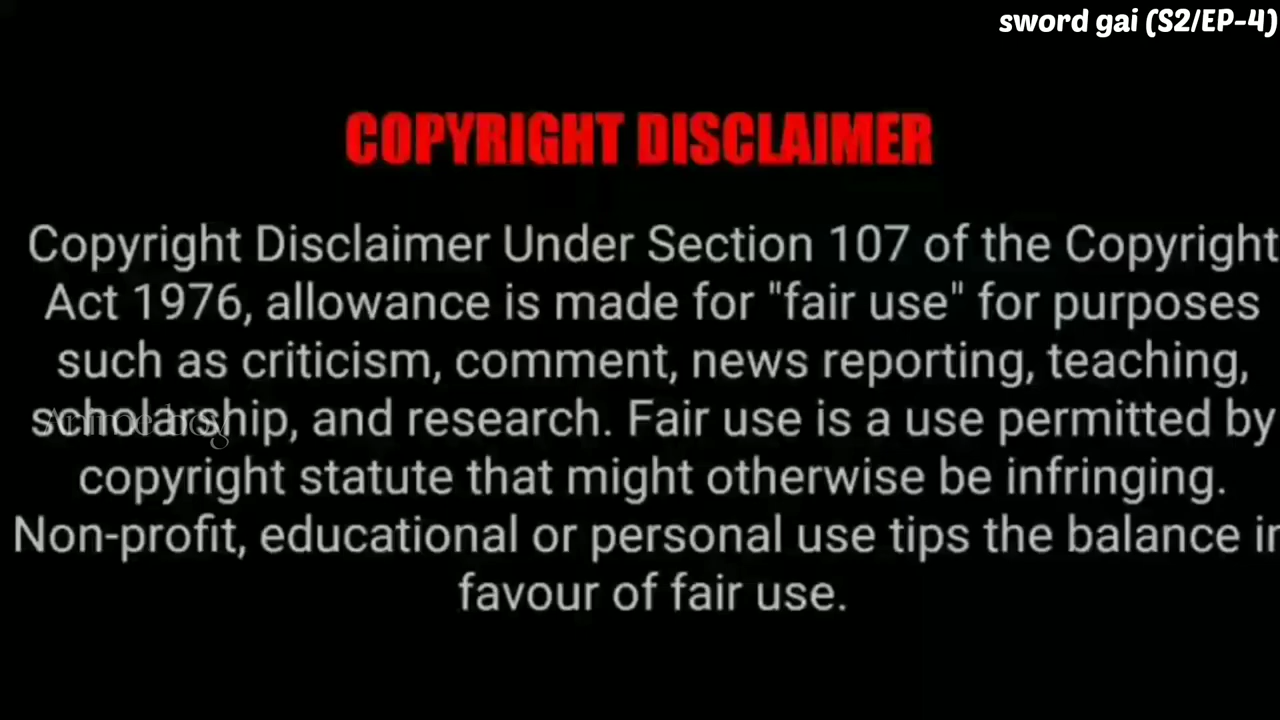 sword gai (S2/EP-4)
COPYRIGHT DISCLAIMER
Copyright Disclaimer Under Section 107 of the Copyright
Act 1976, allowance is made for "fair use" for purposes
such as criticism, comment, news reporting, teaching,
scholarship, and research. Fair use is a use permitted by
Anime boy
copyright statute that might otherwise be infringing.
Non-profit, educational or personal use tips the balance in
favour of fair use.